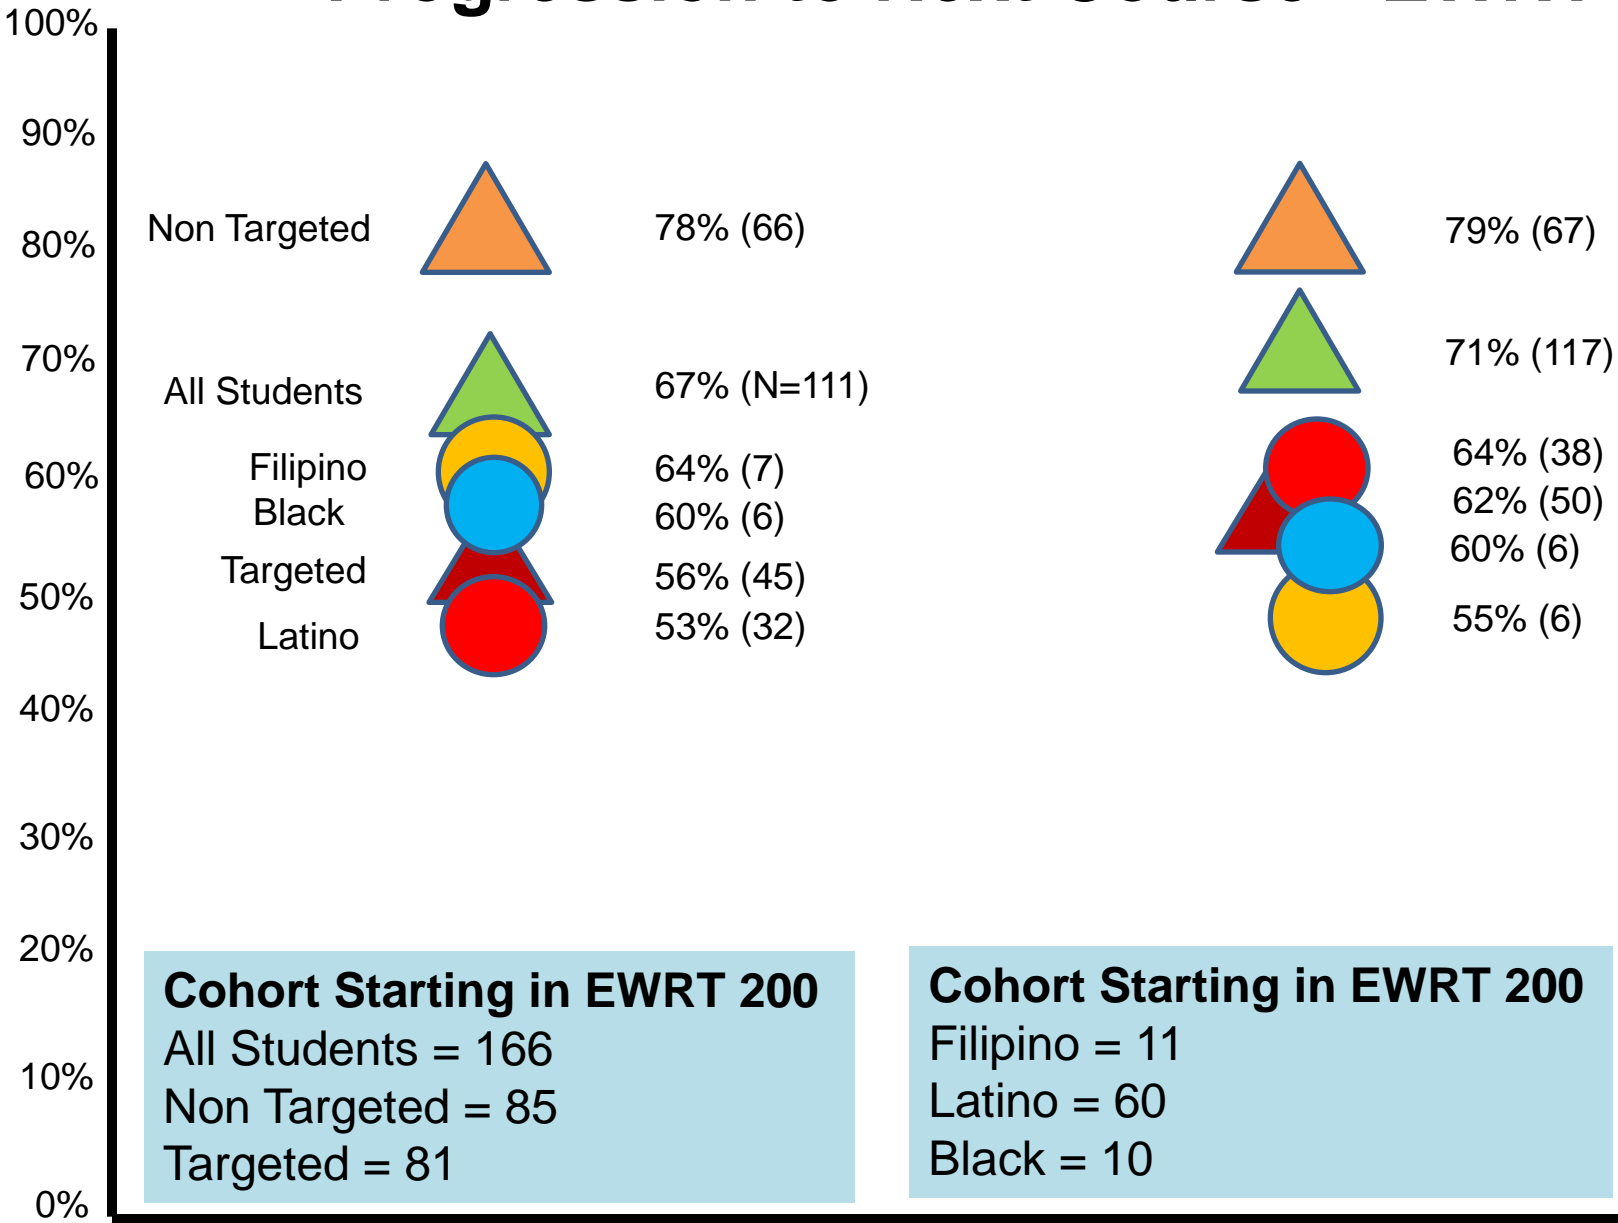 100%
90%
80%
70%
60%
50%
40%
30%
20%
10%
0%
Non Targeted
78% (66)
79% (67)
All Students
67% (N=111)
71% (117)
Filipino
64% (7)
64% (38)
Black
60% (6)
62% (50)
Targeted
56% (45)
60% (6)
Latino
53% (32)
55% (6)
Cohort Starting in EWRT 200
All Students = 166
Non Targeted = 85
Targeted = 81
Cohort Starting in EWRT 200
Filipino = 11
Latino = 60
Black = 10